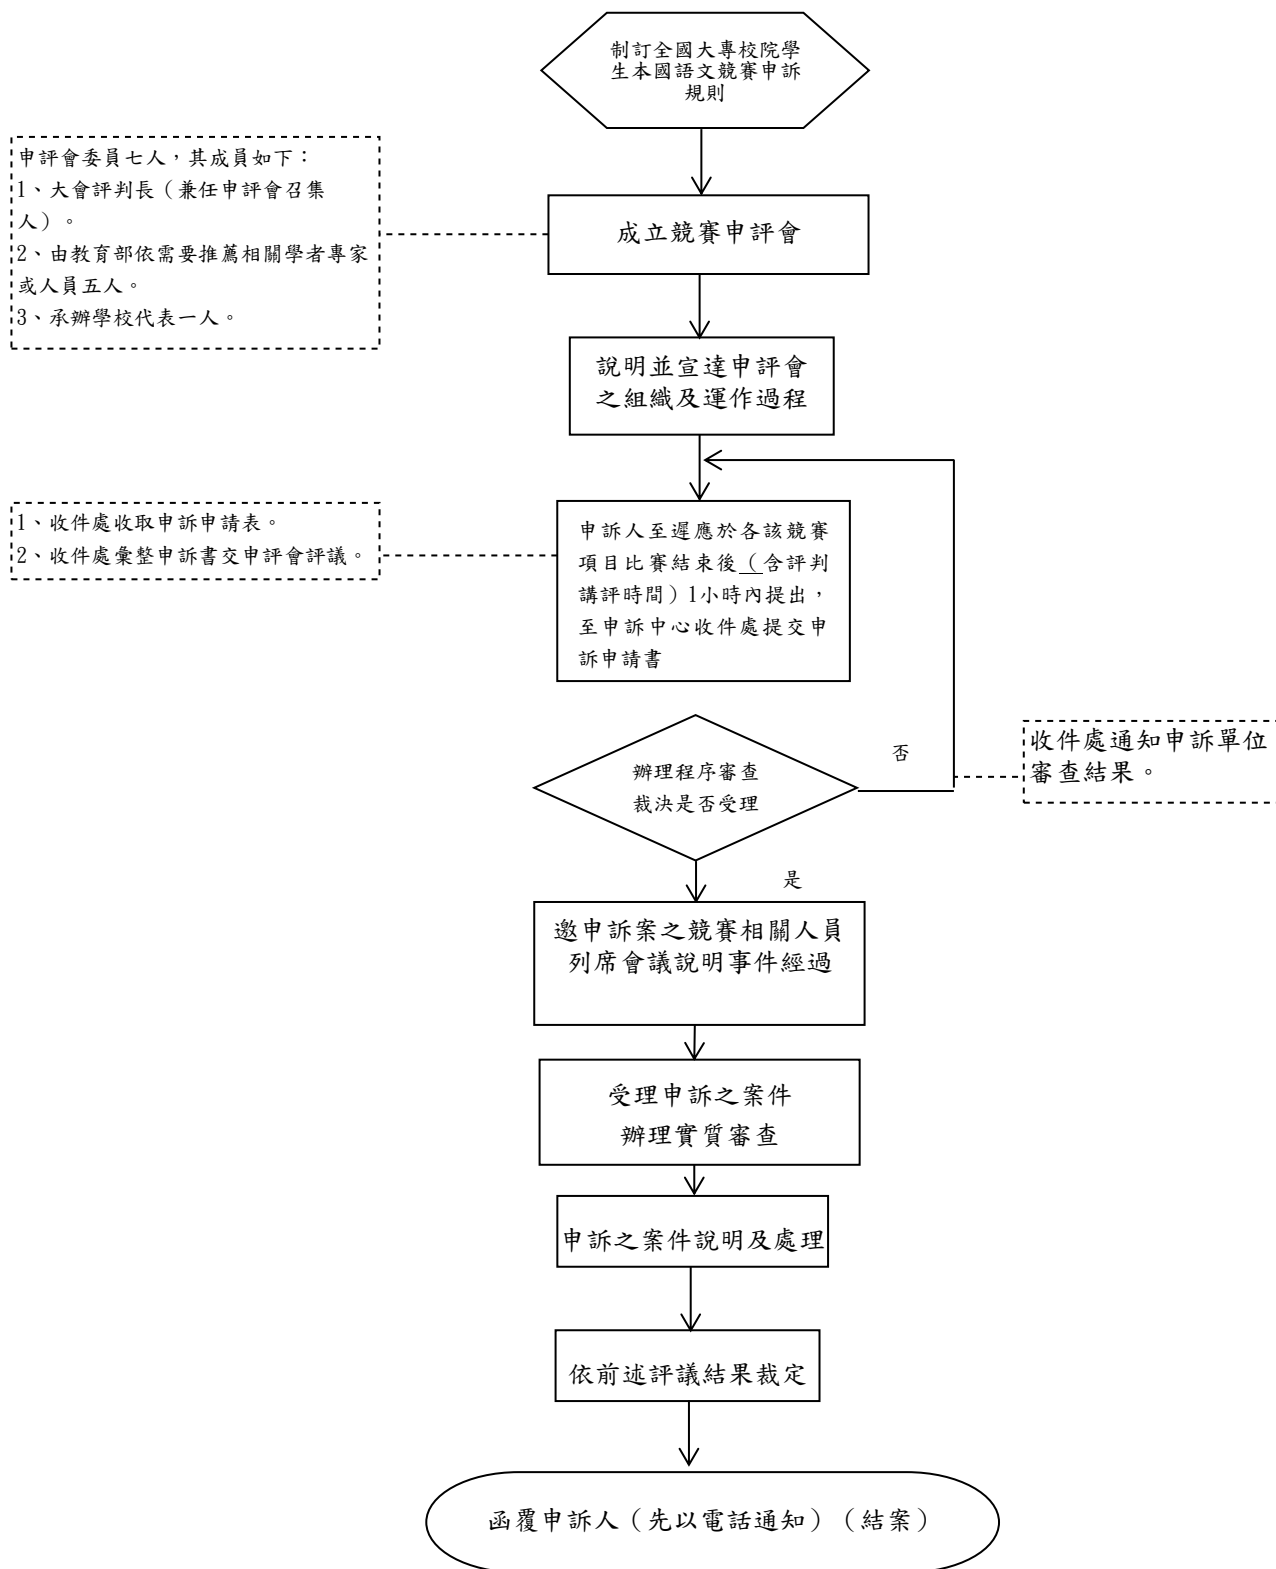 制訂全國大專校院學
生本國語文競賽申訴
規則
申評會委員七人，其成員如下：
1、大會評判長（兼任申評會召集
人）。
2、由教育部依需要推薦相關學者專家
或人員五人。
3、承辦學校代表一人。
成立競賽申評會
說明並宣達申評會
之組織及運作過程
1、收件處收取申訴申請表。
2、收件處彙整申訴書交申評會評議。
申訴人至遲應於各該競賽
項目比賽結束後（含評判
講評時間）1小時內提出，
至申訴中心收件處提交申
訴申請書
辦理程序審查
裁決是否受理
否
收件處通知申訴單位
審查結果。
是
邀申訴案之競賽相關人員
列席會議說明事件經過
受理申訴之案件
辦理實質審查
申訴之案件說明及處理
依前述評議結果裁定
函覆申訴人（先以電話通知）（結案）